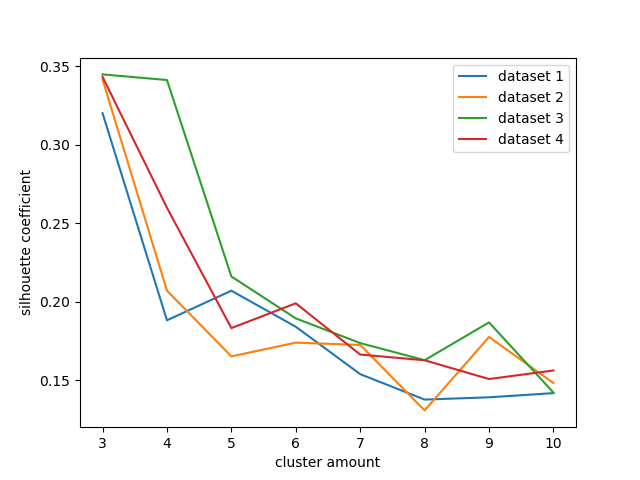 0.35
0.30
0.25
0.20
0.15
silhouette coefficient
3 4 5 6 7 8 9 10
cluster amount
dataset 1
dataset 2
dataset 3
dataset 4